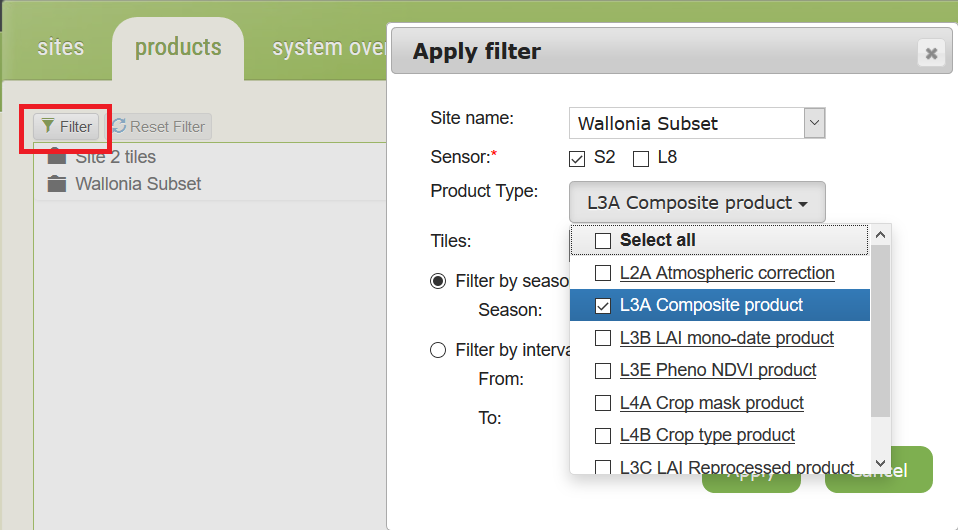 sites
products
system over
Filter
Reset Filter
Site 2 tiles
Wallonia Subset
Apply filter
Site name:
Wallonia Subset
Sensor:*
S2
L8
Product Type:
L3A Composite product
Tiles:
Select all
L2A Atmospheric correction
L3A Composite product
L3B LAI mono-date product
L3E Pheno NDVI product
L4A Crop mask product
L4B Crop type product
L3C LAI Reprocessed product
Filter by seaso
Season:
Filter by interva
From:
To:
Apply
Cancel